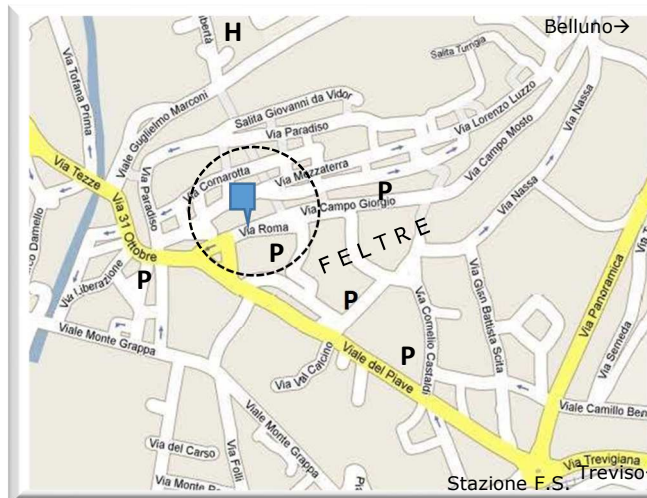 H
Belluno→
libertà
Via Tofana Prima
Viale Guglielmo Marconi
Salita Giovanni da Vidor
Via Paradiso
Via Lorenzo Luzzo
Via Nassa
Via Campo Mosto
Via Mezzaterra
Via Cornarotta
Via Tezze
Via 31 Ottobre
Via Paradiso
P
Via Campo Giorgio
Via Nassa
Via Roma
P
FELTRE
Via Liberazione
P
P
Via Panoramica
Via Gian Battista Scita
Viale Monte Grappa
Via Cornelio Castaldi
P
Via Val Calcino
Viale del Piave
Via Semeda
Viale Camillo Ben
Via del Carso
Via Folli
Viale Monte Grappa
Via Trevigiana
Stazione F.S.
Treviso→